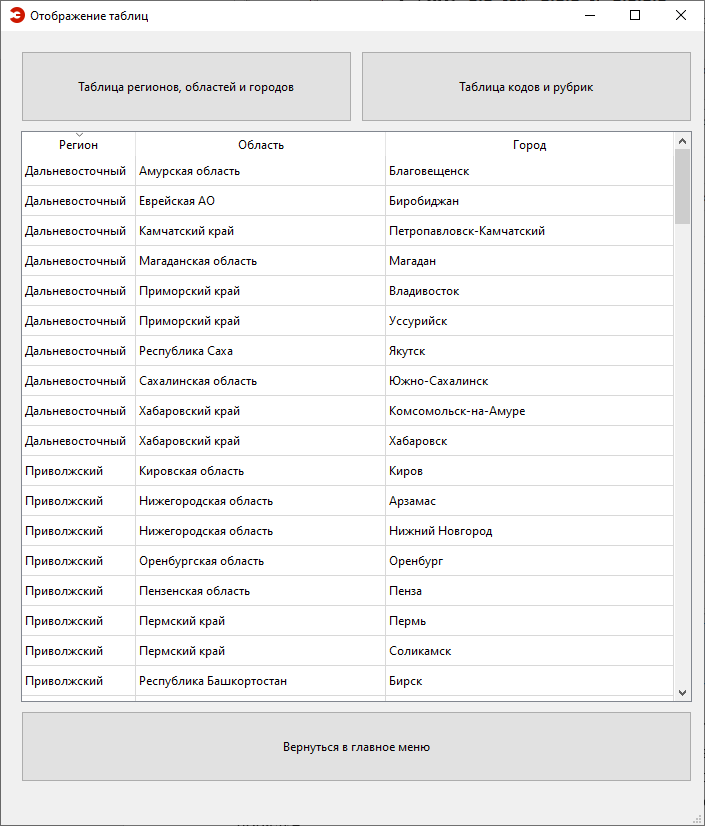 Э Отображение таблиц
Таблица регионов, областей и городов Таблица кодов и рубрик
Регион Область Город
Дальневосточный Амурская область Благовещенск
Дальневосточный Еврейская АО Биробиджан
Дальневосточный Камчатский край Петропавловск-Камчатский
Дальневосточный Магаданская область Магадан
Дальневосточный Приморский край Владивосток
Дальневосточный Приморский край Уссурийск
Дальневосточный Республика Саха Якутск
Дальневосточный Сахалинская область Южно-Сахалинск
Дальневосточный Хабаровский край Комсомольск-на-Амуре
Дальневосточный Хабаровский край Хабаровск
Приволжский Кировская область Киров
Приволжский Нижегородская область Арзамас
Приволжский Нижегородская область Нижний Новгород
Приволжский Оренбургская область Оренбург
Приволжский Пензенская область Пенза
Приволжский Пермский край Пермь
Приволжский Пермский край Соликамск
Приволжский Республика Башкортостан Бирск
Вернуться в главное меню